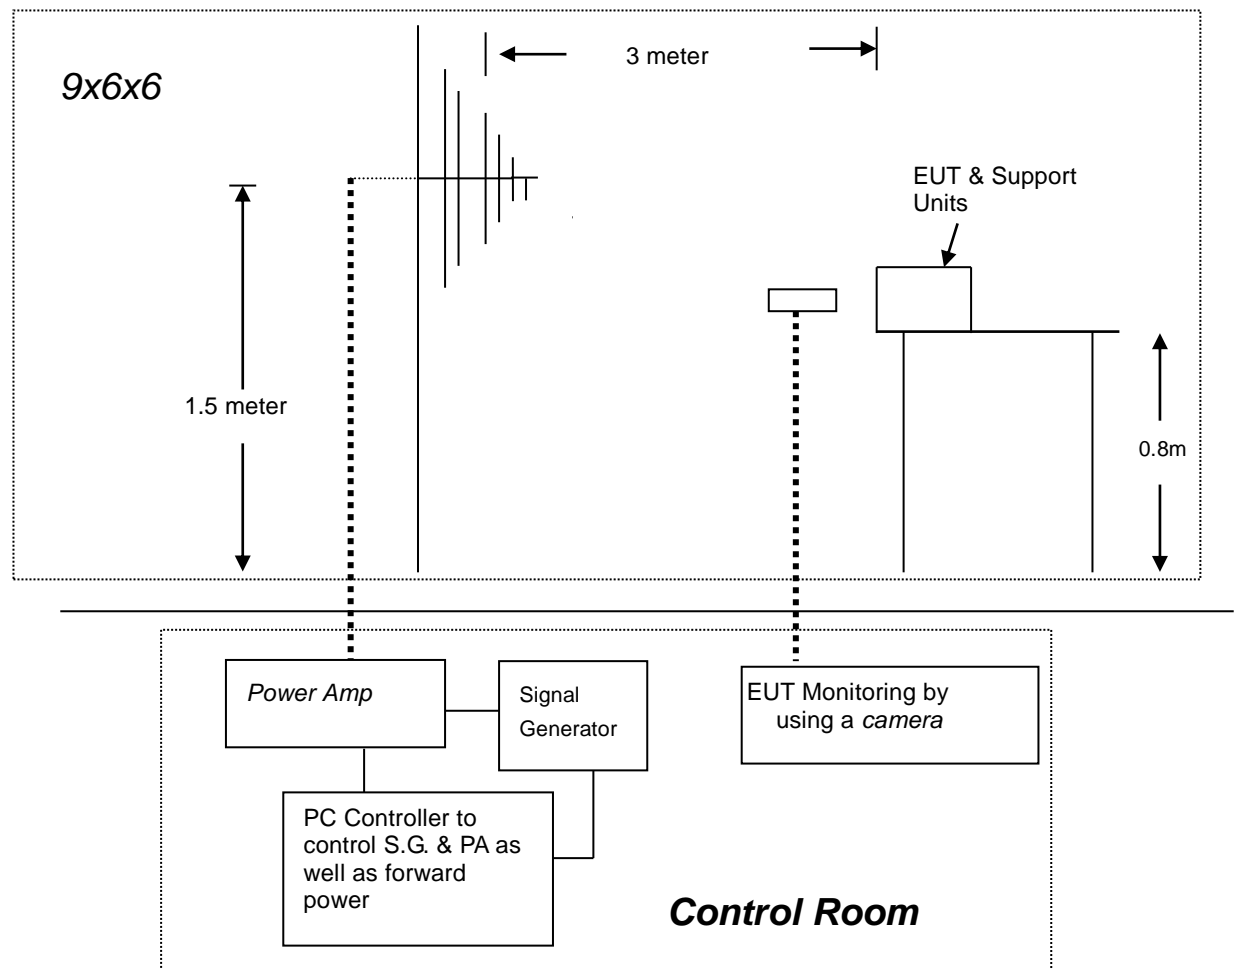 3 meter
9x6x6
EUT & Support
Units
1.5 meter
0.8m
Power Amp
Signal
Generator
EUT Monitoring by
using a camera
PC Controller to
control S.G. & PA as
well as forward
power
Control Room